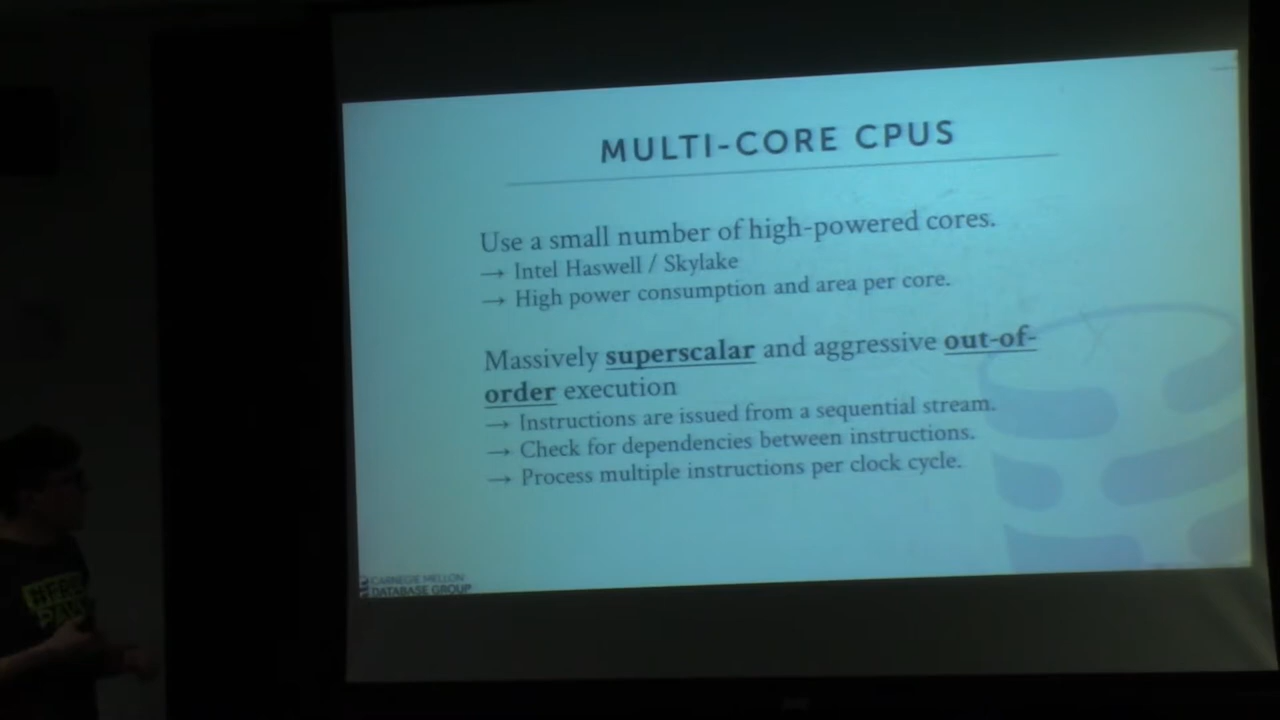 MULTI-CORE CPUS
Use a small number of high-powered cores.
→ Intel Haswell / Skylake
→ High power consumption and area per core.
Massively superscalar and aggressive out-of-
order execution
→ Instructions are issued from a sequential stream.
→ Check for dependencies between instructions.
→ Process multiple instructions per clock cycle.
CARNEGIE MELLON
DATABASE GROUP